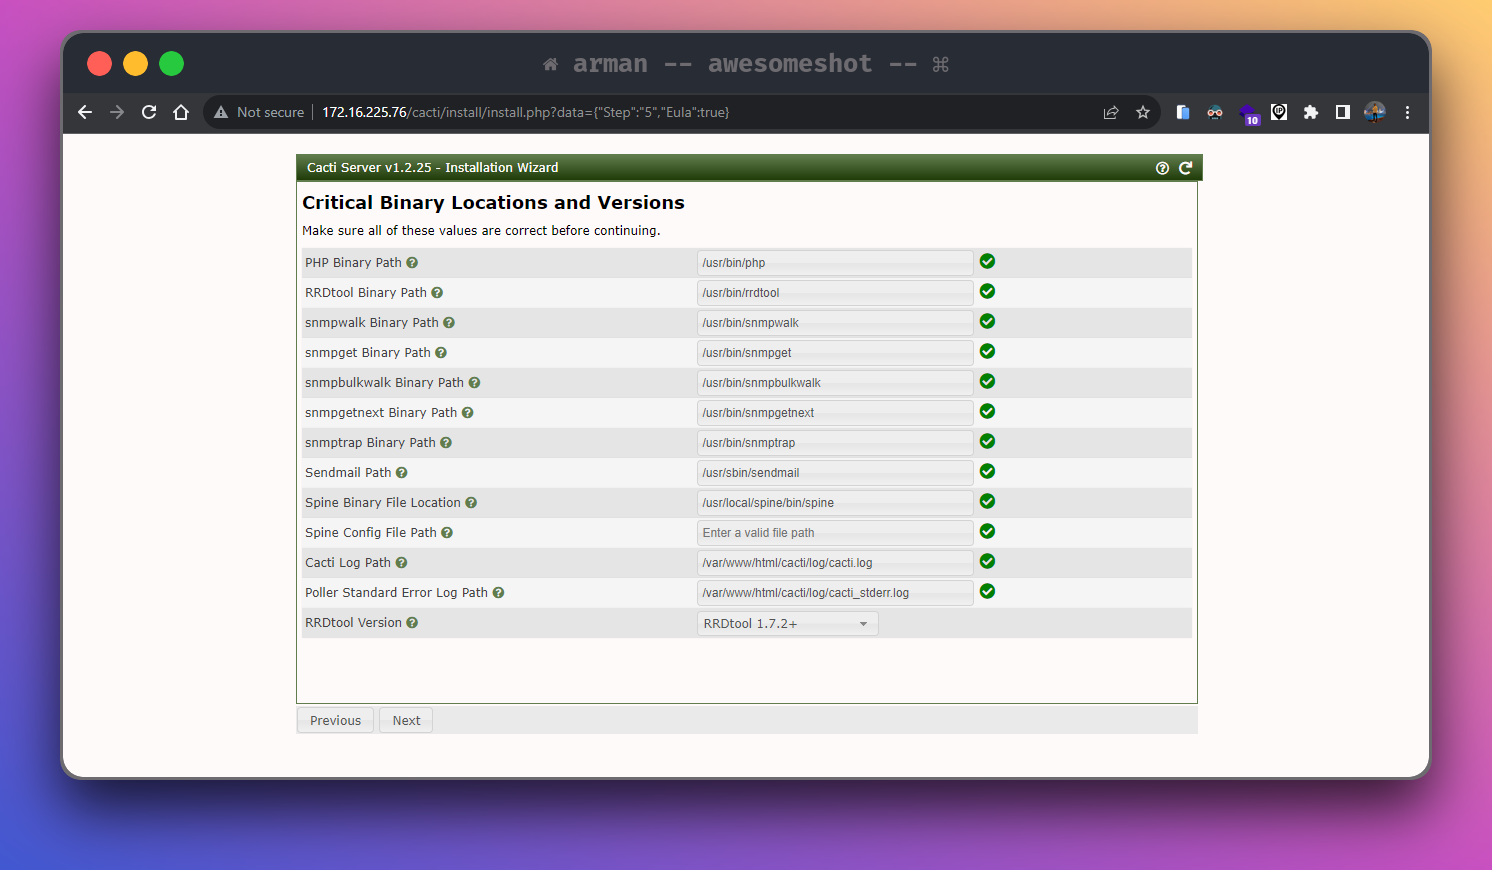 arman -- awesomeshot -- ⌘
Not secure 172.16.225.76/cacti/install/install.php?data={"Step":"5","Eula":true}
10
Cacti Server v1.2.25 - Installation Wizard
Critical Binary Locations and Versions
Make sure all of these values are correct before continuing.
PHP Binary Path /usr/bin/php
RRDtool Binary Path /usr/bin/rrdtool
snmpwalk Binary Path /usr/bin/snmpwalk
snmpget Binary Path /usr/bin/snmpget
snmpbulkwalk Binary Path /usr/bin/snmpbulkwalk
snmpgetnext Binary Path /usr/bin/snmpgetnext
snmptrap Binary Path /usr/bin/snmptrap
Sendmail Path /usr/sbin/sendmail
Spine Binary File Location /usr/local/spine/bin/spine
Spine Config File Path Enter a valid file path
Cacti Log Path /var/www/html/cacti/log/cacti.log
Poller Standard Error Log Path /var/www/html/cacti/log/cacti_stderr.log
RRDtool Version RRDtool 1.7.2+
Previous Next